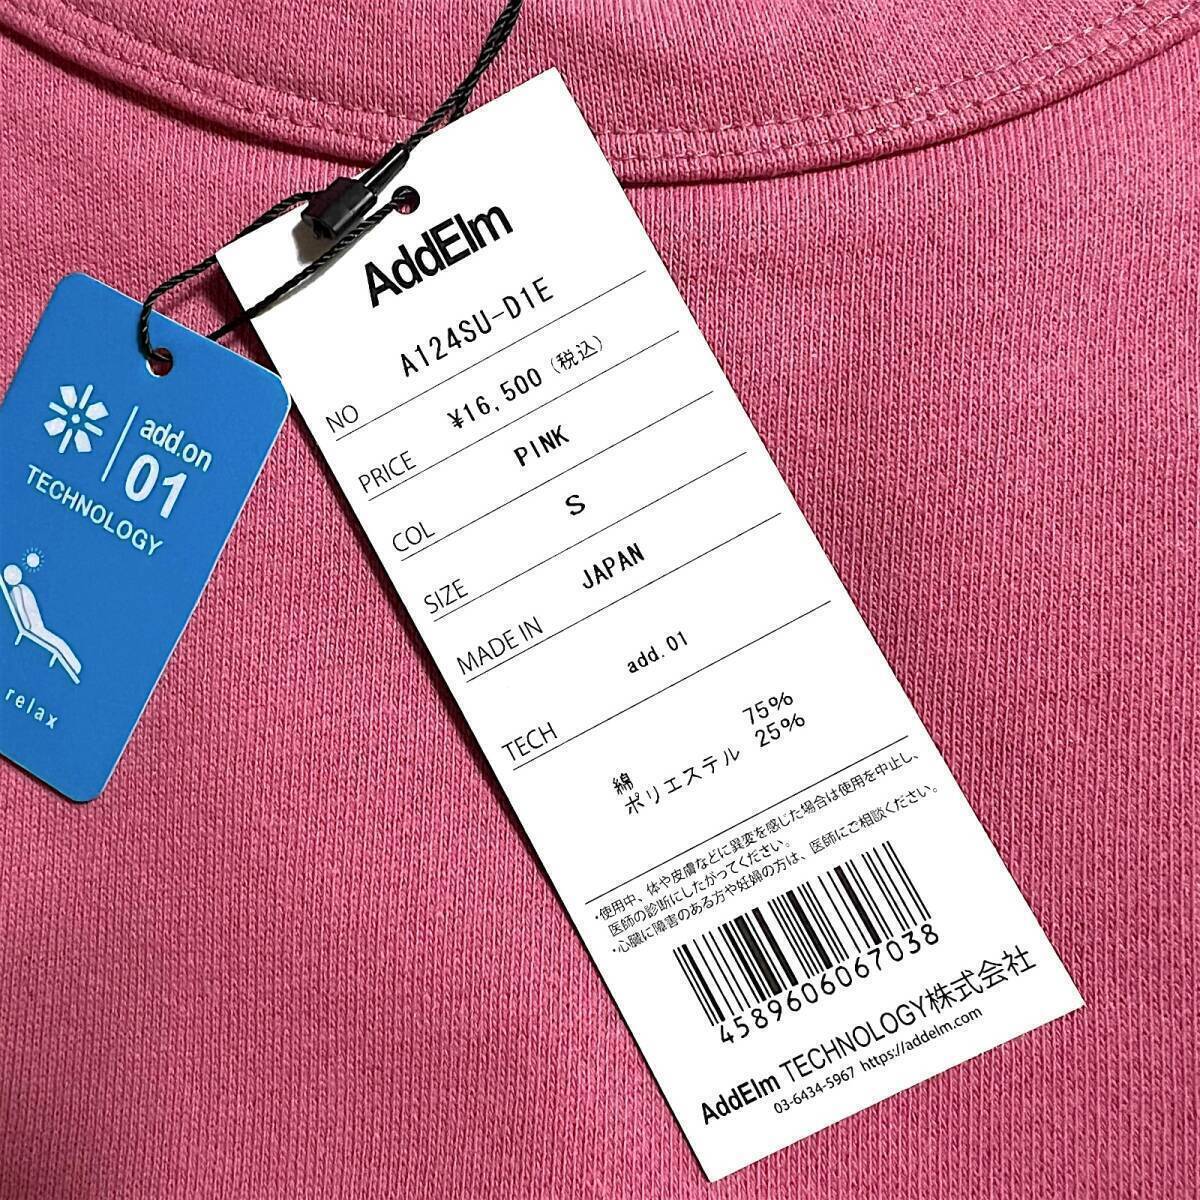 AddElm
NO A124SU-D1E
PRICE ¥16,500 (税込)
COL PINK
SIZE S
MADE IN JAPAN
TECH add.01
綿 75%
ポリエステル 25%
・使用中、体や皮膚などに異変を感じた場合は使用を中止し、
医師の診断にしたがってください。
・心臓に障害のある方や妊婦の方は、医師にご相談ください。
4589606067038
AddElm TECHNOLOGY株式会社
03-6434-5967 https://addelm.com
add.on
01
TECHNOLOGY
relax